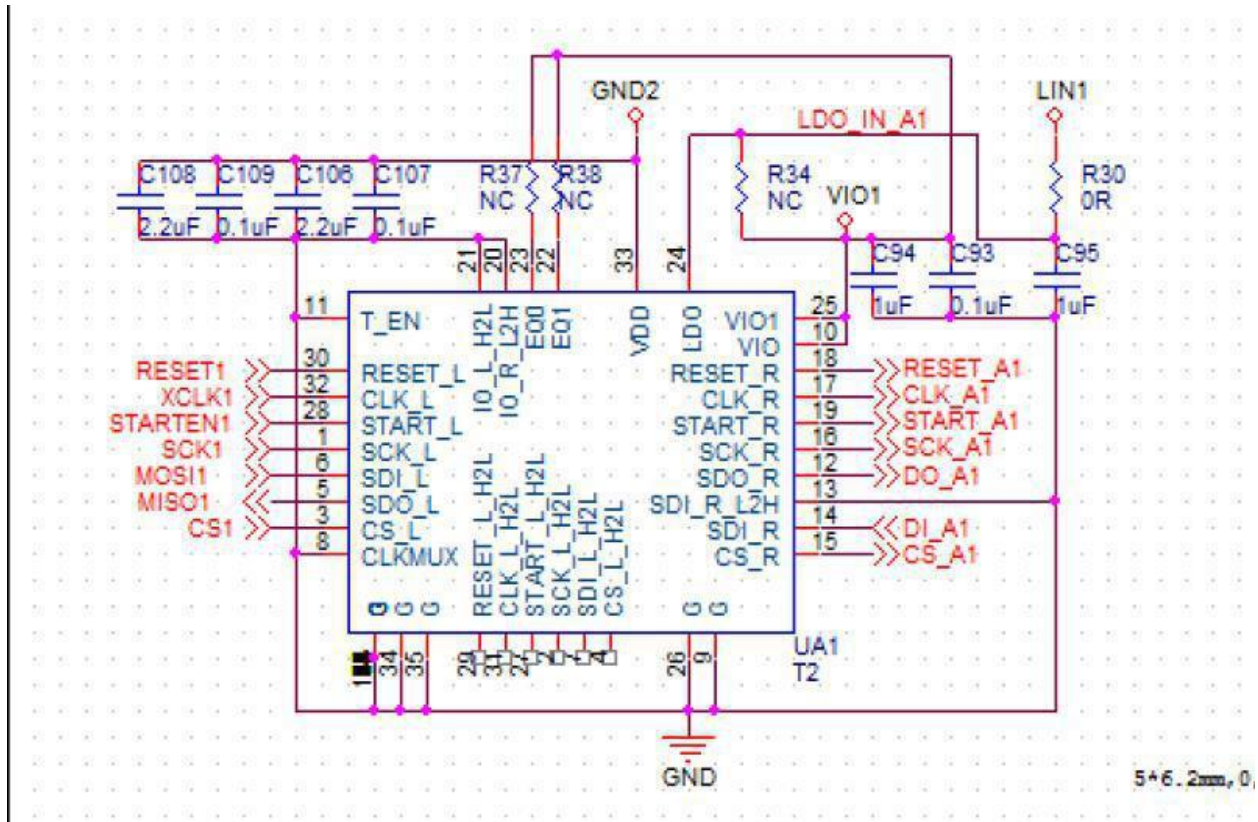 GND2
LIN1
LDO_IN_A1
C108
C109
C106
C107
R37
R38
R34
R30
NC
NC
NC
0R
VIO1
2.2uF
0.1uF
2.2uF
0.1uF
C94
C93
C95
1uF
0.1uF
1uF
21
20
23
22
33
24
11
T_EN
IO_L_H2L
IO_R_L2H
EQ0
EQ1
VDD
LDO
VIO1
25
VIO
10
RESET1
30
RESET_L
RESET_R
18
RESET_A1
XCLK1
32
CLK_L
CLK_R
17
CLK_A1
STARTEN1
28
START_L
START_R
19
START_A1
SCK1
1
SCK_L
SCK_R
16
SCK_A1
MOSI1
6
SDI_L
SDO_R
12
DO_A1
MISO1
5
SDO_L
SDI_R_L2H
13
CS1
3
CS_L
SDI_R
14
DI_A1
8
CLKMUX
CS_R
15
CS_A1
RESET_L_H2L
CLK_L_H2L
START_L_H2L
SCK_L_H2L
SDI_L_H2L
CS_L_H2L
G
G
G
G
G
34
35
29
31
27
2
7
4
26
9
UA1
T2
GND
5*6.2mm,0,